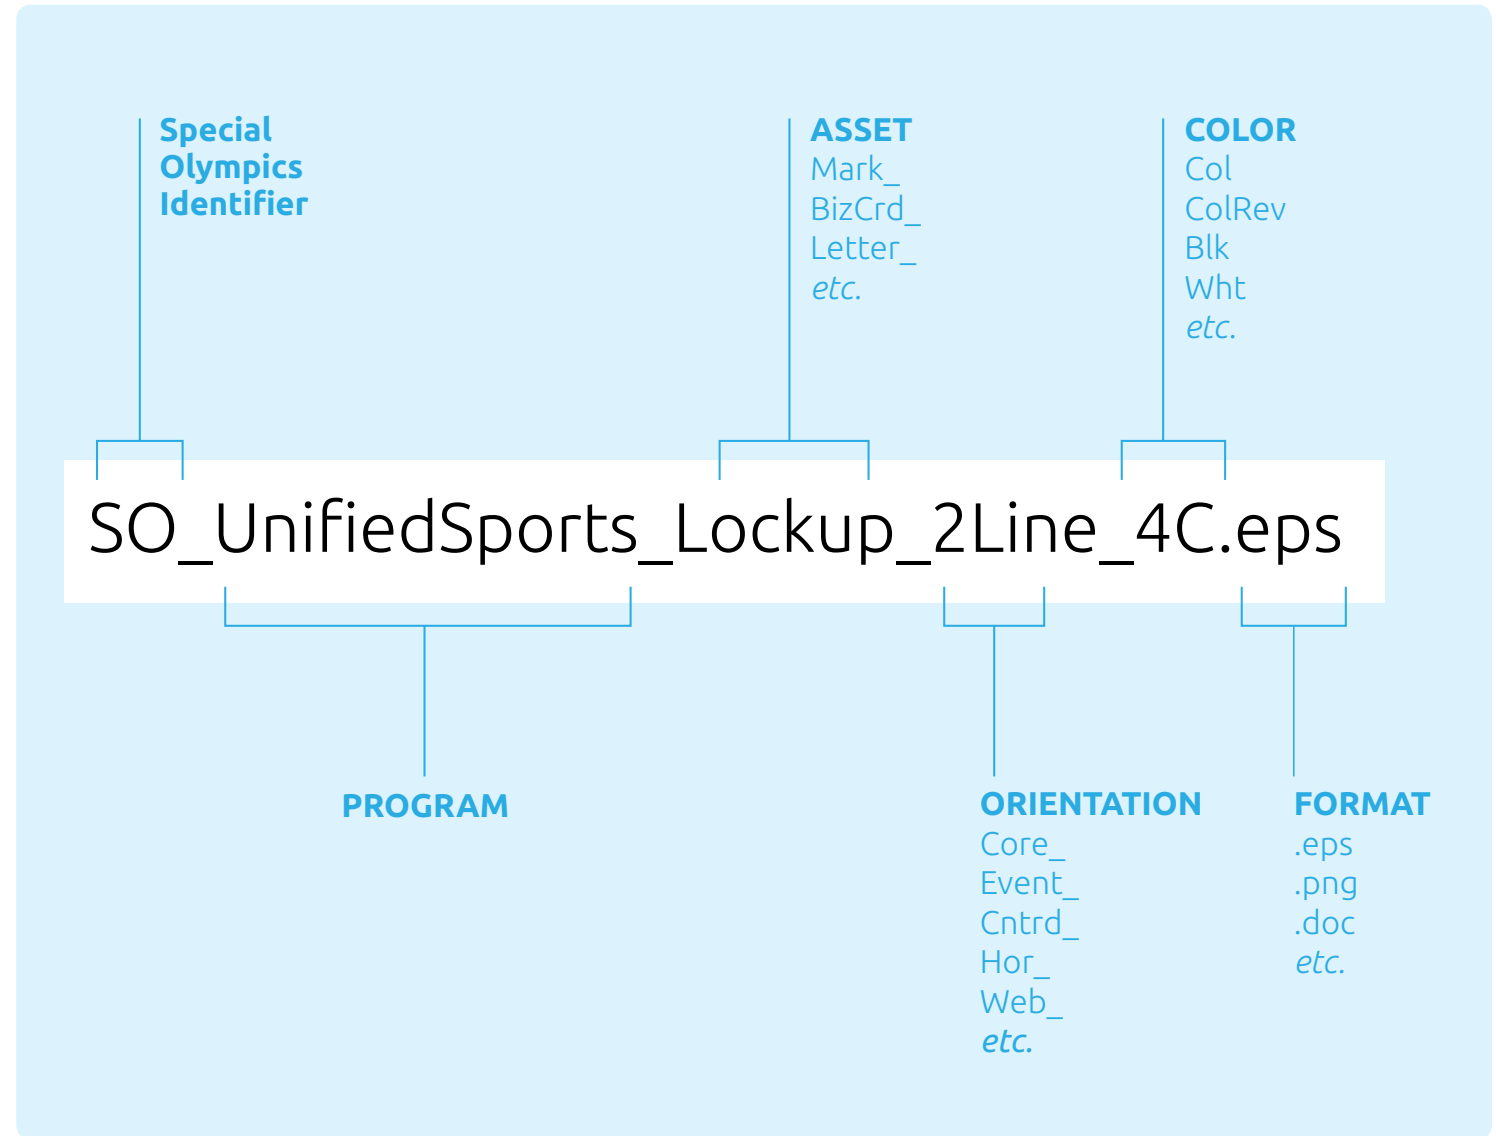 Special
Olympics
Identifier
ASSET
Mark_
BizCrd_
Letter_
etc.
COLOR
Col
ColRev
Blk
Wht
etc.
SO_UnifiedSports_Lockup_2Line_4C.eps
PROGRAM
ORIENTATION
Core_
Event_
Cntrd_
Hor_
Web_
etc.
FORMAT
.eps
.png
.doc
etc.